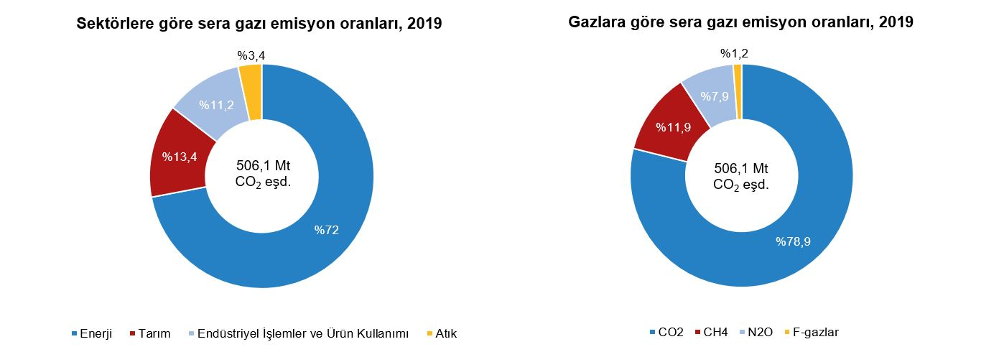 Sektörlere göre sera gazı emisyon oranları, 2019
%3,4
%11,2
%13,4
506,1 Mt
CO₂ eşd.
%72
Enerji Tarım Endüstriyel İşlemler ve Ürün Kullanımı Atık
Gazlara göre sera gazı emisyon oranları, 2019
%1,2
%7,9
%11,9
506,1 Mt
CO₂ eşd.
%78,9
CO2 CH4 N2O F-gazlar